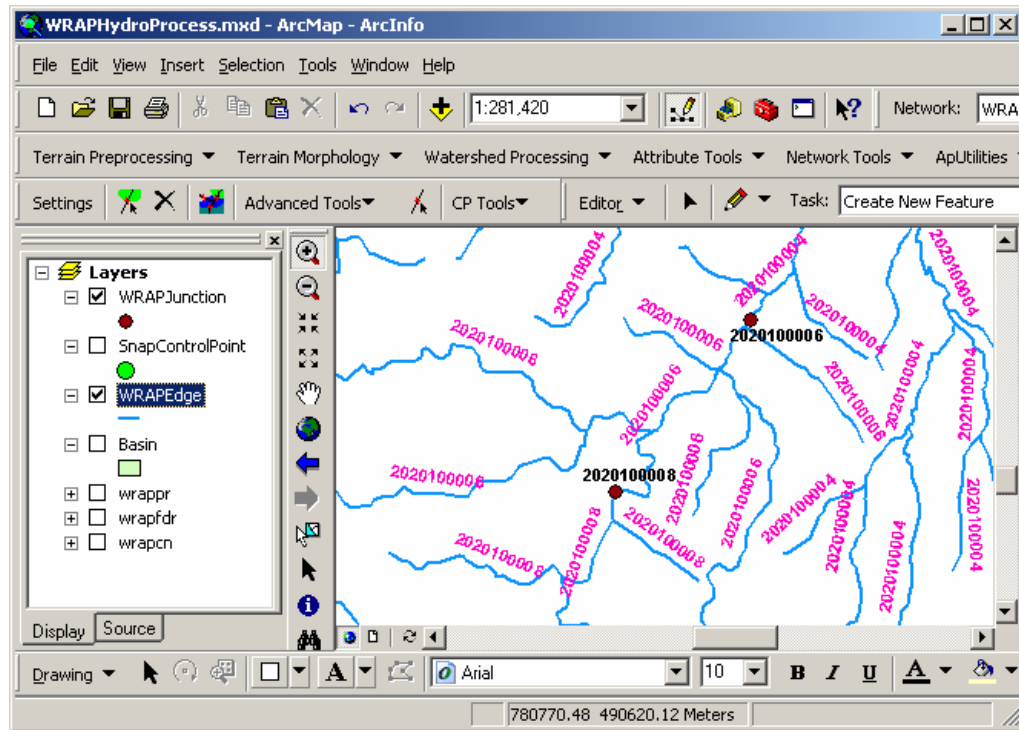 WRAPHydroProcess.mxd - ArcMap - ArcInfo
File Edit View Insert Selection Tools Window Help
1:281,420 Network: WRA
Terrain Preprocessing Terrain Morphology Watershed Processing Attribute Tools Network Tools ApUtilities
Settings Advanced Tools CP Tools Editor Task: Create New Feature
Layers
WRAPJunction
SnapControlPoint
WRAPEdge
Basin
wrappr
wrapfdr
wrapcn
Display Source
2020100004
2020100004
2020100004
2020100008
2020100006
2020100006
2020100004
2020100004
2020100004
2020100006
2020100006
2020100008
2020100008
2020100008
2020100006
2020100004
2020100004
2020100004
2020100004
2020100008
2020100008
2020100008
Drawing A Arial 10 B I U A
780770.48 490620.12 Meters